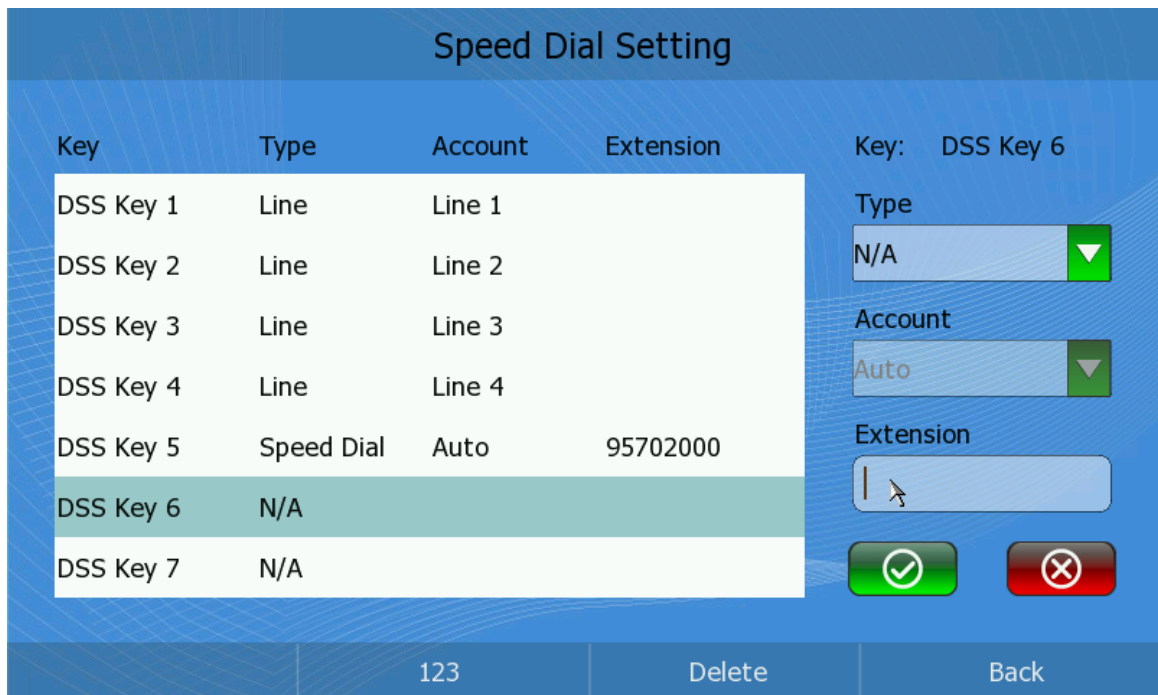 Speed Dial Setting
Key Type Account Extension Key: DSS Key 6
DSS Key 1 Line Line 1 Type
DSS Key 2 Line Line 2 N/A
DSS Key 3 Line Line 3 Account
DSS Key 4 Line Line 4 Auto
DSS Key 5 Speed Dial Auto 95702000 Extension
DSS Key 6 N/A
DSS Key 7 N/A
123 Delete Back